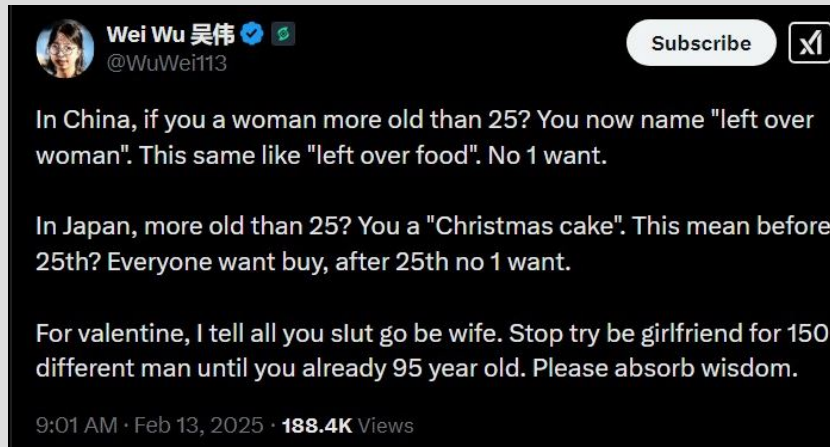 Wei Wu 吴伟
@WuWei113
Subscribe
In China, if you a woman more old than 25? You now name "left over
woman". This same like "left over food". No 1 want.
In Japan, more old than 25? You a "Christmas cake". This mean before
25th? Everyone want buy, after 25th no 1 want.
For valentine, I tell all you slut go be wife. Stop try be girlfriend for 150
different man until you already 95 year old. Please absorb wisdom.
9:01 AM · Feb 13, 2025 · 188.4K Views